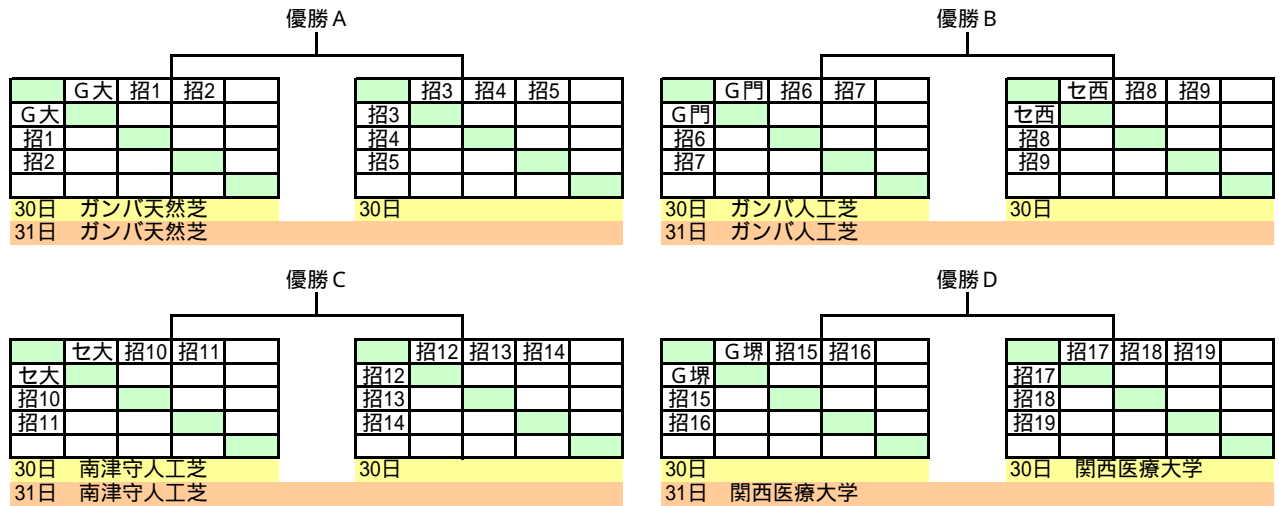 優勝A
G大 招1 招2
G大
招1
招2
30日 ガンバ天然芝
招3 招4 招5
招3
招4
招5
30日
31日 ガンバ天然芝
優勝B
G門 招6 招7
G門
招6
招7
30日 ガンバ人工芝
セ西 招8 招9
セ西
招8
招9
30日
31日 ガンバ人工芝
優勝C
セ大 招10 招11
セ大
招10
招11
30日 南津守人工芝
招12 招13 招14
招12
招13
招14
30日
31日 南津守人工芝
優勝D
G堺 招15 招16
G堺
招15
招16
30日
招17 招18 招19
招17
招18
招19
30日 関西医療大学
31日 関西医療大学